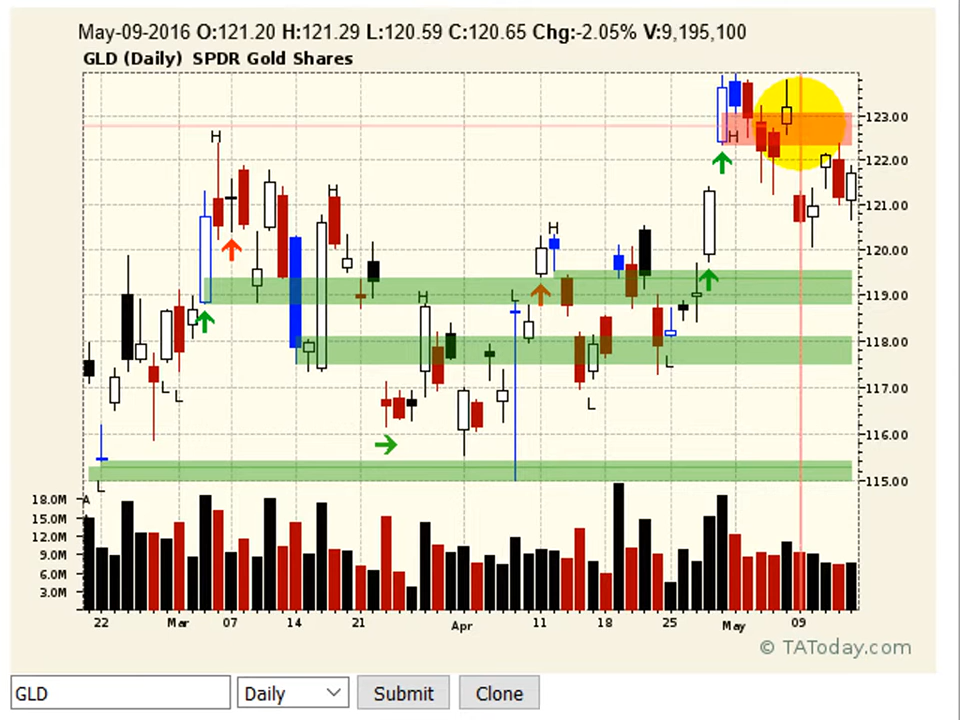 May-09-2016 O:121.20 H:121.29 L:120.59 C:120.65 Chg:-2.05% V:9,195,100
GLD (Daily) SPDR Gold Shares
H
H
H
H
H
L
L
L
L
L
L
A
123.00
122.00
121.00
120.00
119.00
118.00
117.00
116.00
115.00
18.0M
15.0M
12.0M
9.0M
6.0M
3.0M
22 Mar 07 14 21 Apr 11 18 25 May 09
© TAToday.com
GLD Daily Submit Clone